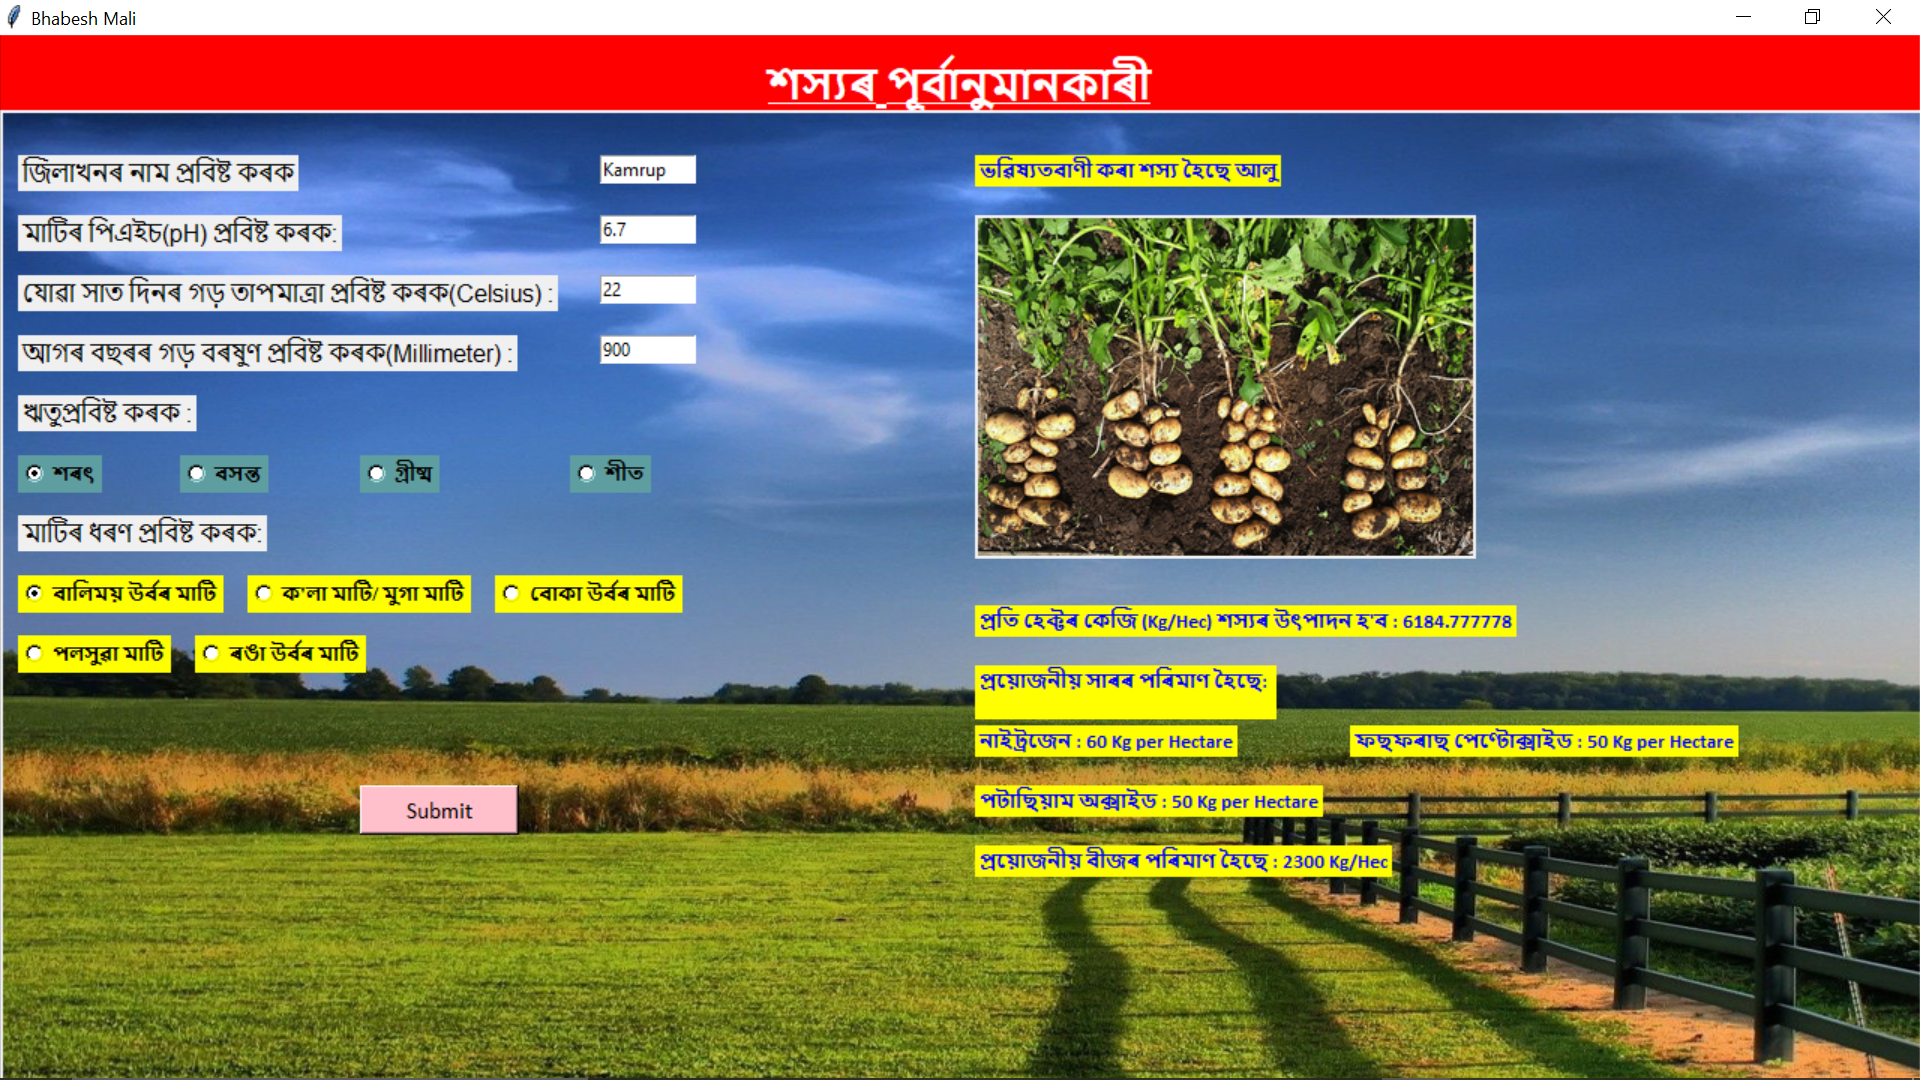 Bhabesh Mali
শস্যৰ পূৰ্বানুমানকাৰী
জিলাখনৰ নাম প্ৰবিষ্ট কৰক
Kamrup
মাটিৰ পিএইচ(pH) প্ৰবিষ্ট কৰক:
6.7
যোৱা সাত দিনৰ গড় তাপমাত্ৰা প্ৰবিষ্ট কৰক(Celsius) :
22
আগৰ বছৰৰ গড় বৰষুণ প্ৰবিষ্ট কৰক(Millimeter) :
900
ঋতুপ্ৰবিষ্ট কৰক :
শৰৎ বসন্ত গ্ৰীষ্ম শীত
মাটিৰ ধৰণ প্ৰবিষ্ট কৰক:
বালিময় উৰ্বৰ মাটি ক'লা মাটি/ মুগা মাটি বোকা উৰ্বৰ মাটি
পলসুৱা মাটি ৰঙা উৰ্বৰ মাটি
Submit
ভৱিষ্যতবাণী কৰা শস্য হৈছে আলু
প্ৰতি হেক্টৰ কেজি (Kg/Hec) শস্যৰ উৎপাদন হ'ব : 6184.777778
প্ৰয়োজনীয় সাৰৰ পৰিমাণ হৈছে:
নাইট্ৰজেন : 60 Kg per Hectare
ফছফৰাছ পেণ্টোক্সাইড : 50 Kg per Hectare
পটাছিয়াম অক্সাইড : 50 Kg per Hectare
প্ৰয়োজনীয় বীজৰ পৰিমাণ হৈছে : 2300 Kg/Hec